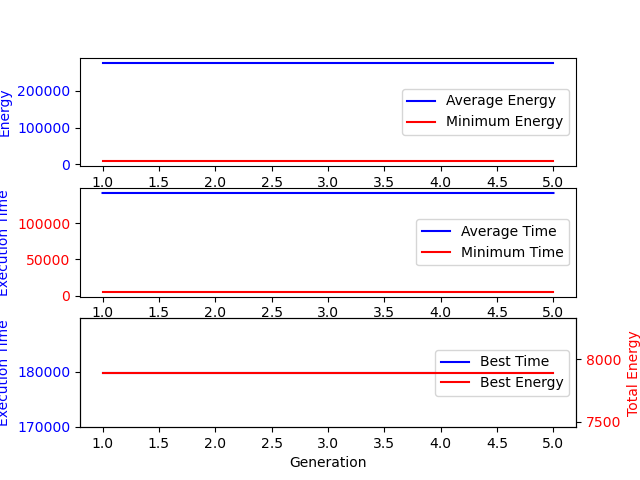 Energy
200000
100000
0
Average Energy
Minimum Energy
1.0 1.5 2.0 2.5 3.0 3.5 4.0 4.5 5.0
Execution Time
100000
50000
0
Average Time
Minimum Time
1.0 1.5 2.0 2.5 3.0 3.5 4.0 4.5 5.0
Execution Time
180000
170000
Best Time
Best Energy
8000
7500
Total Energy
1.0 1.5 2.0 2.5 3.0 3.5 4.0 4.5 5.0
Generation